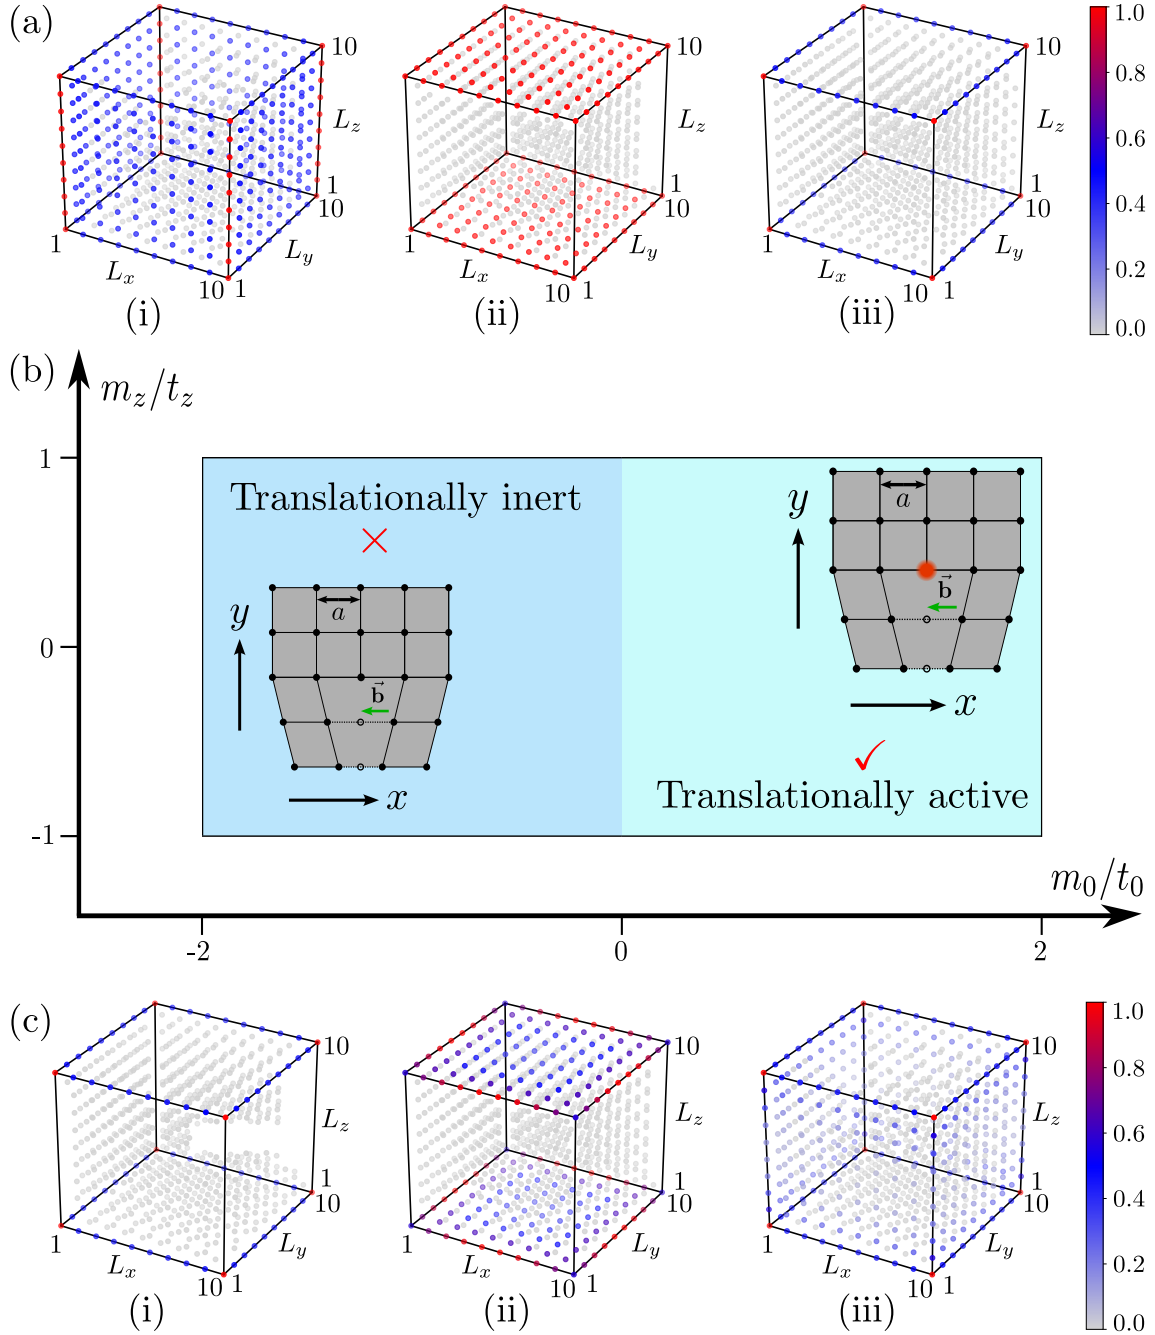 (a)
10
L_z
1
10
L_y
1
L_x
10
1
(i)
10
L_z
1
10
L_y
1
L_x
10
1
(ii)
10
L_z
1
10
L_y
1
L_x
10
1
(iii)
1.0
0.8
0.6
0.4
0.2
0.0
(b)
m_z/t_z
1
0
-1
Translationally inert
a
y
b⃗
x
a
y
b⃗
x
Translationally active
m_0/t_0
-2
0
2
(c)
10
L_z
1
10
L_y
1
L_x
10
1
(i)
10
L_z
1
10
L_y
1
L_x
10
1
(ii)
10
L_z
1
10
L_y
1
L_x
10
1
(iii)
1.0
0.8
0.6
0.4
0.2
0.0